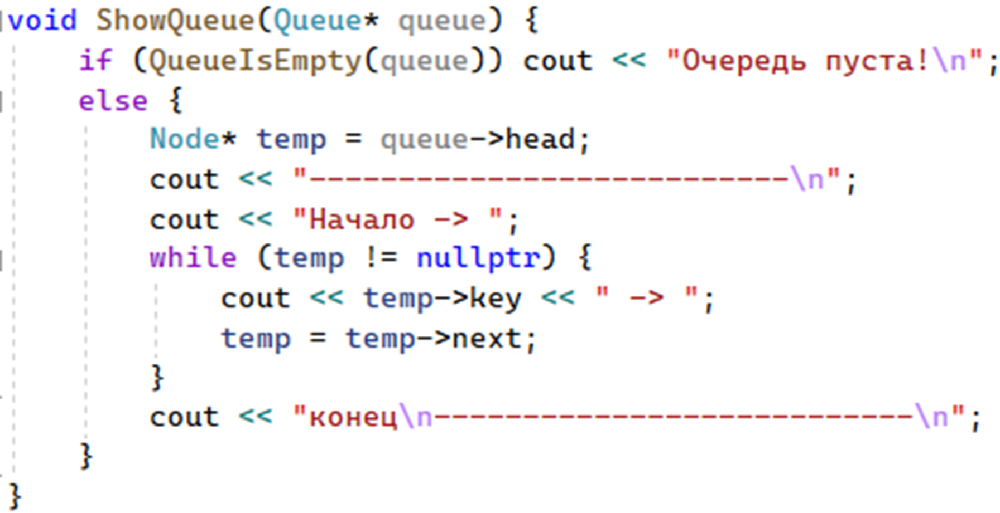 void ShowQueue(Queue* queue) {
    if (QueueIsEmpty(queue)) cout << "Очередь пуста!\n";
    else {
        Node* temp = queue->head;
        cout << "---------------------------\n";
        cout << "Начало -> ";
        while (temp != nullptr) {
            cout << temp->key << " -> ";
            temp = temp->next;
        }
        cout << "конец\n---------------------------\n";
    }
}